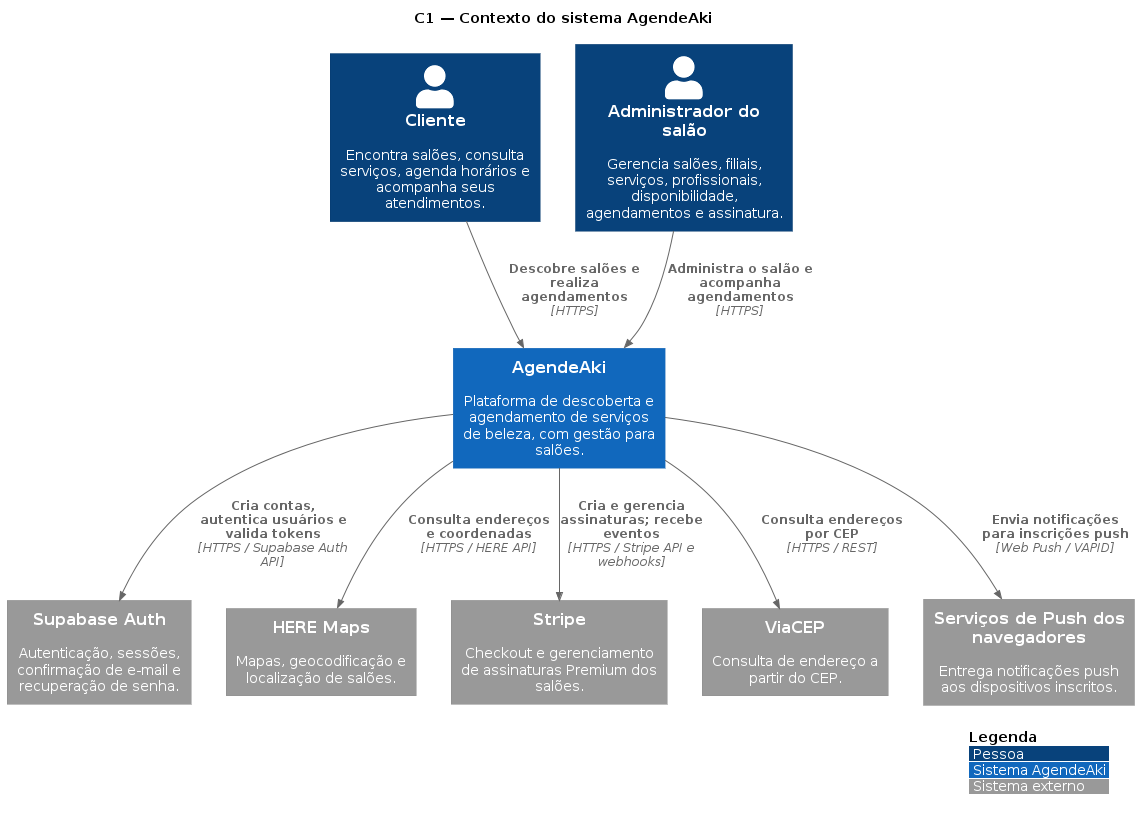 C1 — Contexto do sistema AgendeAki
Cliente
Encontra salões, consulta
serviços, agenda horários e
acompanha seus
atendimentos.
Administrador do
salão
Gerencia salões, filiais,
serviços, profissionais,
disponibilidade,
agendamentos e assinatura.
Descobre salões e
realiza
agendamentos
[HTTPS]
Administra o salão e
acompanha
agendamentos
[HTTPS]
AgendeAki
Plataforma de descoberta e
agendamento de serviços
de beleza, com gestão para
salões.
Cria contas,
autentica usuários e
valida tokens
[HTTPS / Supabase Auth
API]
Consulta endereços
e coordenadas
[HTTPS / HERE API]
Cria e gerencia
assinaturas; recebe
eventos
[HTTPS / Stripe API e
webhooks]
Consulta endereços
por CEP
[HTTPS / REST]
Envia notificações
para inscrições push
[Web Push / VAPID]
Supabase Auth
Autenticação, sessões,
confirmação de e-mail e
recuperação de senha.
HERE Maps
Mapas, geocodificação e
localização de salões.
Stripe
Checkout e gerenciamento
de assinaturas Premium dos
salões.
ViaCEP
Consulta de endereço a
partir do CEP.
Serviços de Push dos
navegadores
Entrega notificações push
aos dispositivos inscritos.
Legenda
Pessoa
Sistema AgendeAki
Sistema externo